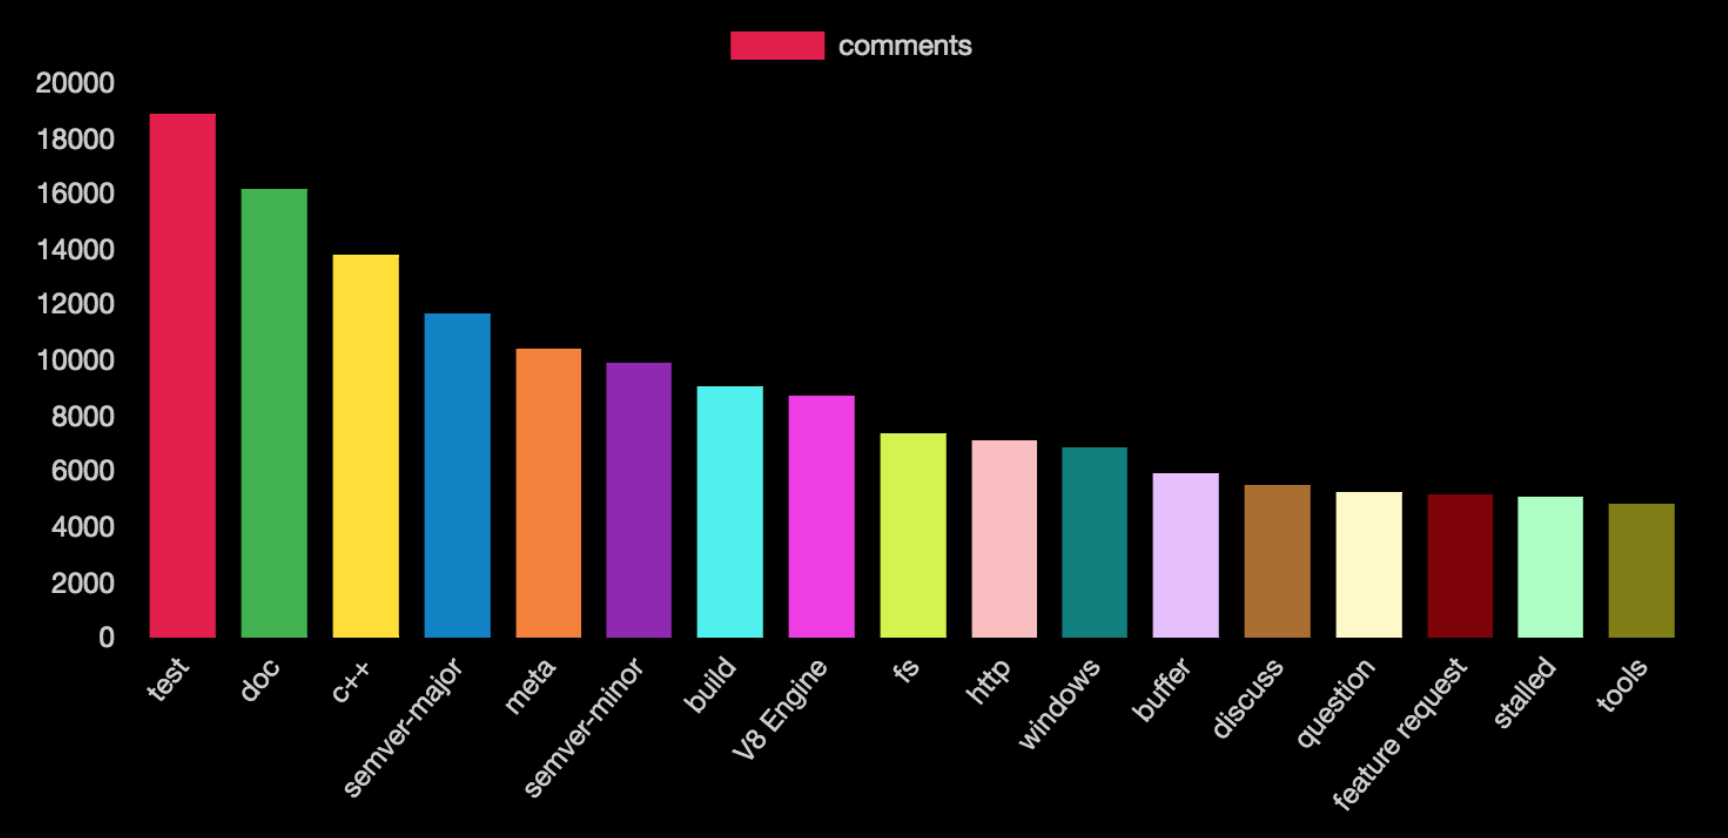 comments
20000
18000
16000
14000
12000
10000
8000
6000
4000
2000
0
test
doc
c++
semver-major
meta
semver-minor
build
V8 Engine
fs
http
windows
buffer
discuss
question
feature request
stalled
tools